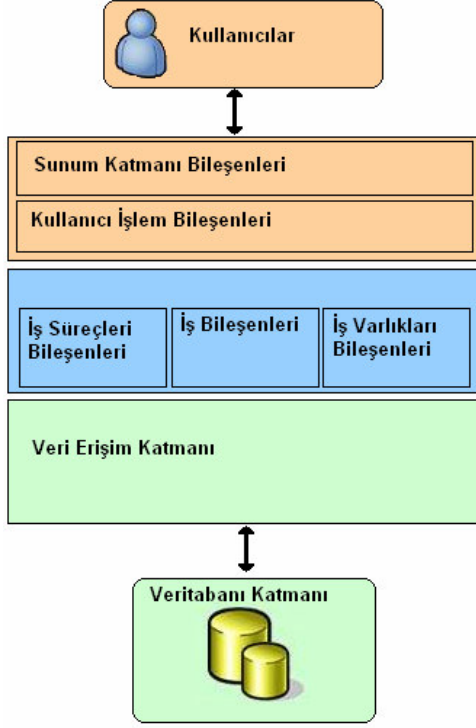 Kullanıcılar
Sunum Katmanı Bileşenleri
Kullanıcı İşlem Bileşenleri
İş Süreçleri
Bileşenleri
İş Bileşenleri
İş Varlıkları
Bileşenleri
Veri Erişim Katmanı
Veritabanı Katmanı